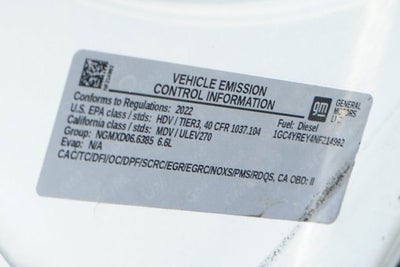 VEHICLE EMISSION
CONTROL INFORMATION
gm GENERAL
MOTORS
Conforms to Regulations: 2022
U.S. EPA class / stds: HDV / TIER3, 40 CFR 1037.104 Fuel: Diesel
California class / stds: MDV / ULEV270 1GC4YREY4NF214992
Group: NGMXD06.6385 6.6L
Evap: N/A
CAC/TC/DFI/OC/DPF/SCRC/EGR/EGRC/NOXS/PMS/RDQS, CA OBD: II